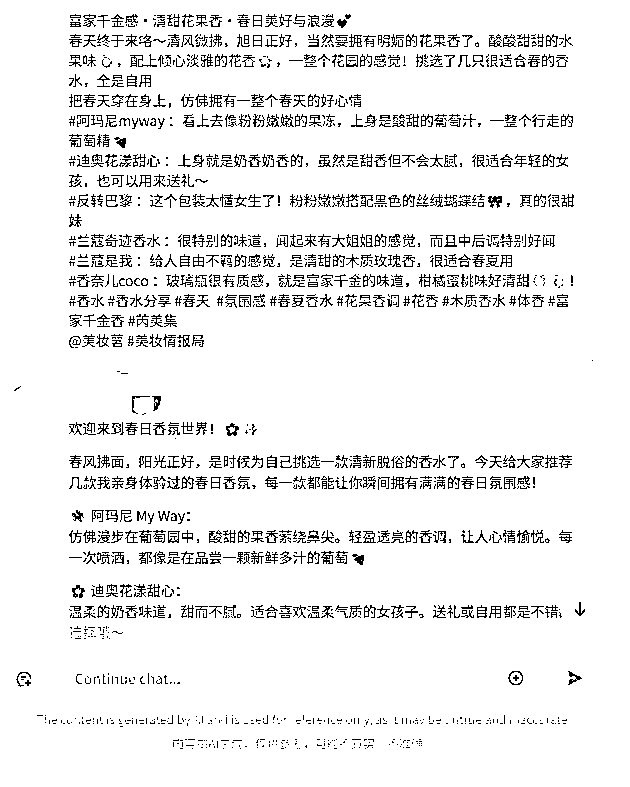 富家千金感·清甜花果香·春日美好与浪漫💕
春天终于来咯～清风微拂，旭日正好，当然要拥有明媚的花果香了。酸酸甜甜的水
果味，配上倾心淡雅的花香，一整个花园的感觉！挑选了几只很适合春的香
水，全是自用
把春天穿在身上，仿佛拥有一整个春天的好心情
#阿玛尼myway：看上去像粉粉嫩嫩的果冻，上身是酸甜的葡萄汁，一整个行走的
葡萄精
#迪奥花漾甜心：上身就是奶香奶香的，虽然是甜香但不会太腻，很适合年轻的女
孩，也可以用来送礼～
#反转巴黎：这个包装太懂女生了！粉粉嫩嫩搭配黑色的丝绒蝴蝶结🎀，真的很甜
妹
#兰蔻奇迹香水：很特别的味道，闻起来有大姐姐的感觉，而且中后调特别好闻
#兰蔻是我：给人自由不羁的感觉，是清甜的木质玫瑰香，很适合春夏用
#香奈儿coco：玻璃瓶很有质感，就是富家千金的味道，柑橘蜜桃味好清甜！
#香水 #香水分享 #春天 #氛围感 #春夏香水 #花果香调 #花香 #木质香水 #体香 #富
家千金香 #芮英集
@美妆薯 #美妆情报局
欢迎来到春日香氛世界！🌸✨
春风拂面，阳光正好，是时候为自己挑选一款清新脱俗的香水了。今天给大家推荐
几款我亲身体验过的春日香氛，每一款都能让你瞬间拥有满满的春日氛围感！
阿玛尼 My Way：
仿佛漫步在葡萄园中，酸甜的果香萦绕鼻尖。轻盈透亮的香调，让人心情愉悦。每
一次喷洒，都像是在品尝一颗新鲜多汁的葡萄
🌸 迪奥花漾甜心：
温柔的奶香味道，甜而不腻。适合喜欢温柔气质的女孩子。送礼或自用都是不错
选择哦～
Continue chat...
The content is generated by AI and is used for reference only, as it may be untrue and inaccurate